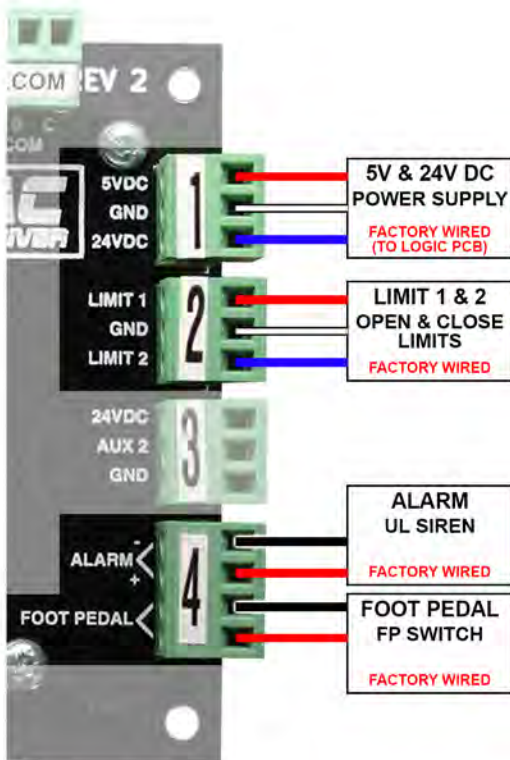 .COM
REV 2
COM
5VDC
GND
24VDC
1
5V & 24V DC
POWER SUPPLY
FACTORY WIRED
(TO LOGIC PCB)
LIMIT 1
GND
LIMIT 2
2
LIMIT 1 & 2
OPEN & CLOSE
LIMITS
FACTORY WIRED
24VDC
AUX 2
GND
3
ALARM
-
+
FOOT PEDAL
4
ALARM
UL SIREN
FACTORY WIRED
FOOT PEDAL
FP SWITCH
FACTORY WIRED